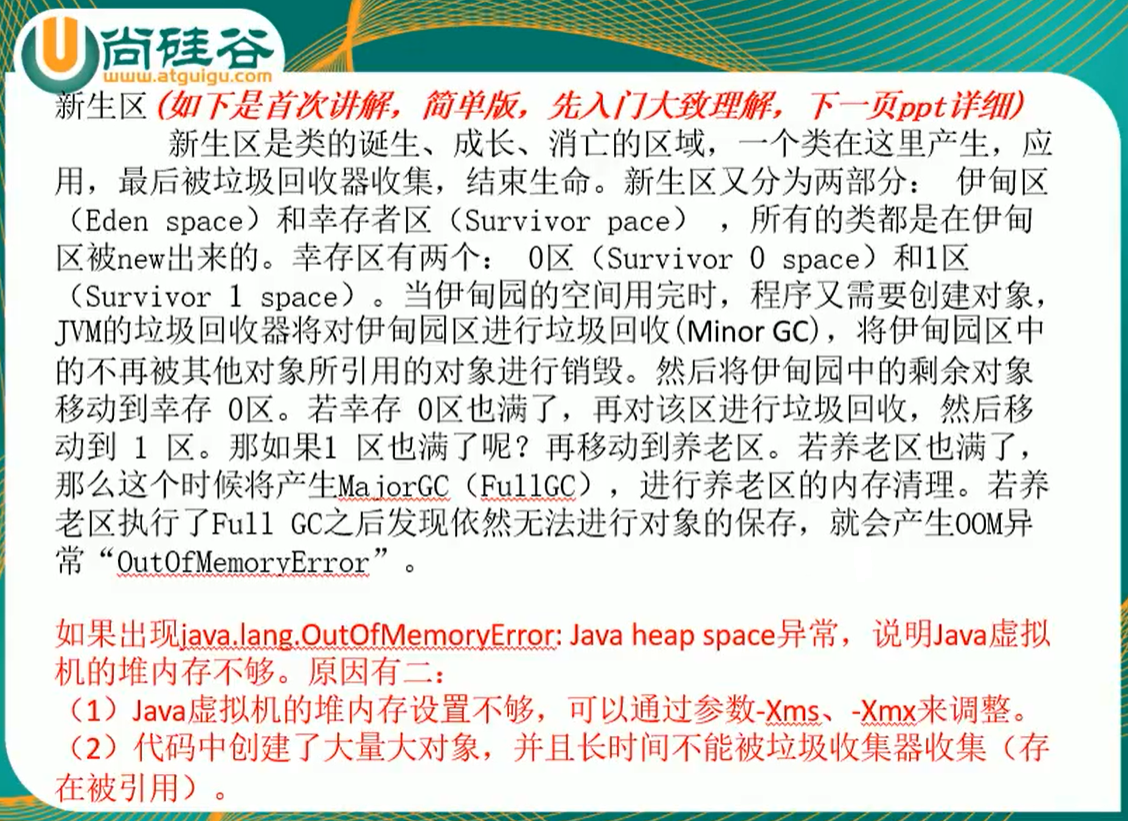 尚硅谷
www.atguigu.com
新生区(如下是首次讲解，简单版，先入门大致理解，下一页ppt详细)
新生区是类的诞生、成长、消亡的区域，一个类在这里产生，应
用，最后被垃圾回收器收集，结束生命。新生区又分为两部分： 伊甸区
（Eden space）和幸存者区（Survivor pace） ，所有的类都是在伊甸
区被new出来的。幸存区有两个： 0区（Survivor 0 space）和1区
（Survivor 1 space）。当伊甸园的空间用完时，程序又需要创建对象，
JVM的垃圾回收器将对伊甸园区进行垃圾回收(Minor GC)，将伊甸园区中
的不再被其他对象所引用的对象进行销毁。然后将伊甸园中的剩余对象
移动到幸存 0区。若幸存 0区也满了，再对该区进行垃圾回收，然后移
动到 1 区。那如果1 区也满了呢？再移动到养老区。若养老区也满了，
那么这个时候将产生MajorGC（FullGC），进行养老区的内存清理。若养
老区执行了Full GC之后发现依然无法进行对象的保存，就会产生OOM异
常“OutOfMemoryError”。
如果出现java.lang.OutOfMemoryError: Java heap space异常，说明Java虚拟
机的堆内存不够。原因有二：
（1）Java虚拟机的堆内存设置不够，可以通过参数-Xms、-Xmx来调整。
（2）代码中创建了大量大对象，并且长时间不能被垃圾收集器收集（存
在被引用）。